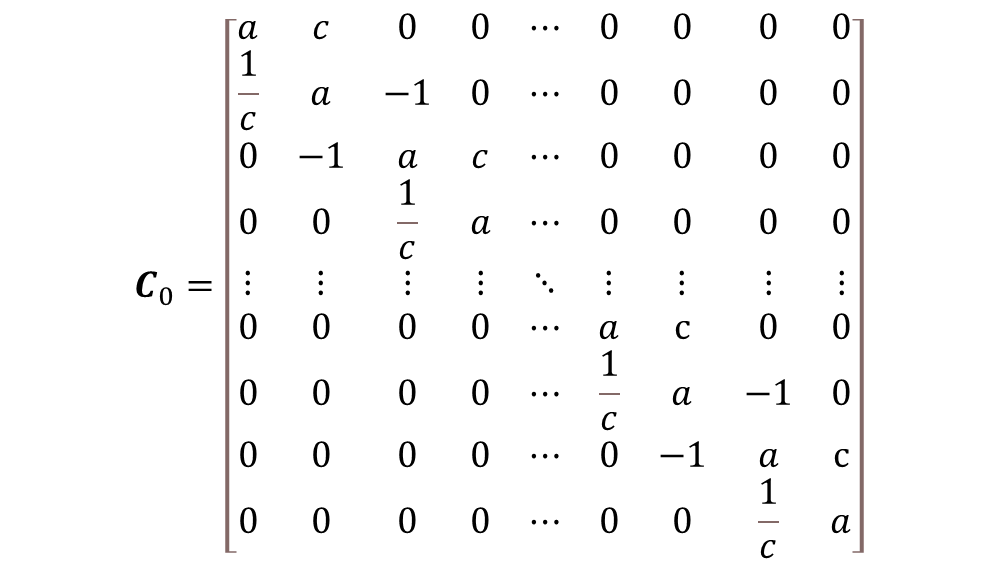 a c 0 0 ⋯ 0 0 0 0
1/c a −1 0 ⋯ 0 0 0 0
0 −1 a c ⋯ 0 0 0 0
0 0 1/c a ⋯ 0 0 0 0
C₀ = ⋮ ⋮ ⋮ ⋮ ⋱ ⋮ ⋮ ⋮ ⋮
0 0 0 0 ⋯ a c 0 0
0 0 0 0 ⋯ 1/c a −1 0
0 0 0 0 ⋯ 0 −1 a c
0 0 0 0 ⋯ 0 0 1/c a